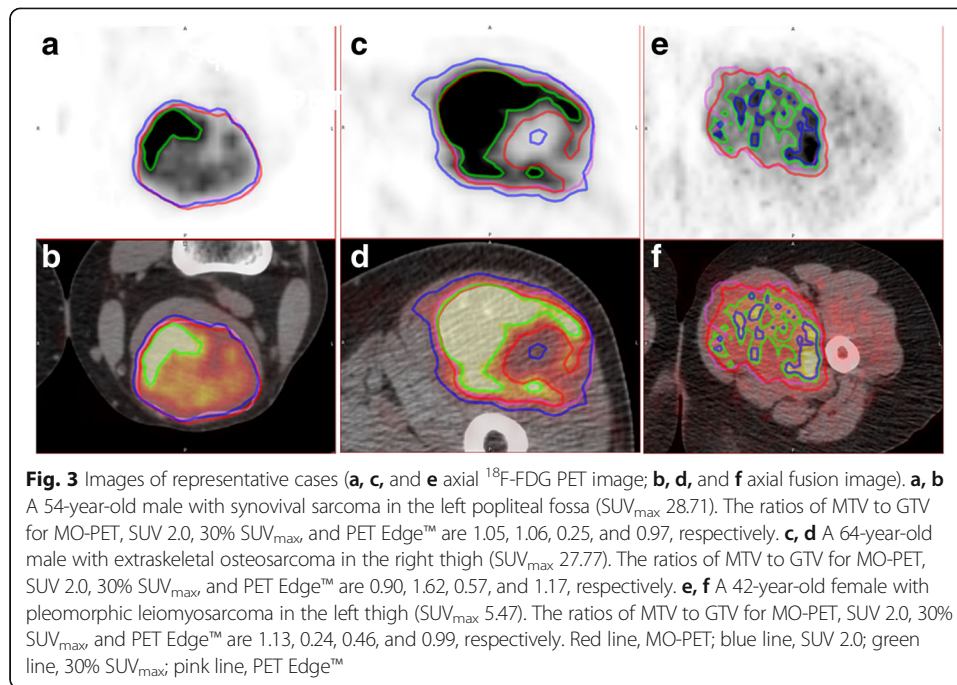 a
c
e
b
d
f
Fig. 3 Images of representative cases (a, c, and e axial ¹⁸F-FDG PET image; b, d, and f axial fusion image). a, b
A 54-year-old male with synovival sarcoma in the left popliteal fossa (SUVmax 28.71). The ratios of MTV to GTV
for MO-PET, SUV 2.0, 30% SUVmax, and PET Edge™ are 1.05, 1.06, 0.25, and 0.97, respectively. c, d A 64-year-old
male with extraskeletal osteosarcoma in the right thigh (SUVmax 27.77). The ratios of MTV to GTV for MO-PET,
SUV 2.0, 30% SUVmax, and PET Edge™ are 0.90, 1.62, 0.57, and 1.17, respectively. e, f A 42-year-old female with
pleomorphic leiomyosarcoma in the left thigh (SUVmax 5.47). The ratios of MTV to GTV for MO-PET, SUV 2.0, 30%
SUVmax, and PET Edge™ are 1.13, 0.24, 0.46, and 0.99, respectively. Red line, MO-PET; blue line, SUV 2.0; green
line, 30% SUVmax; pink line, PET Edge™